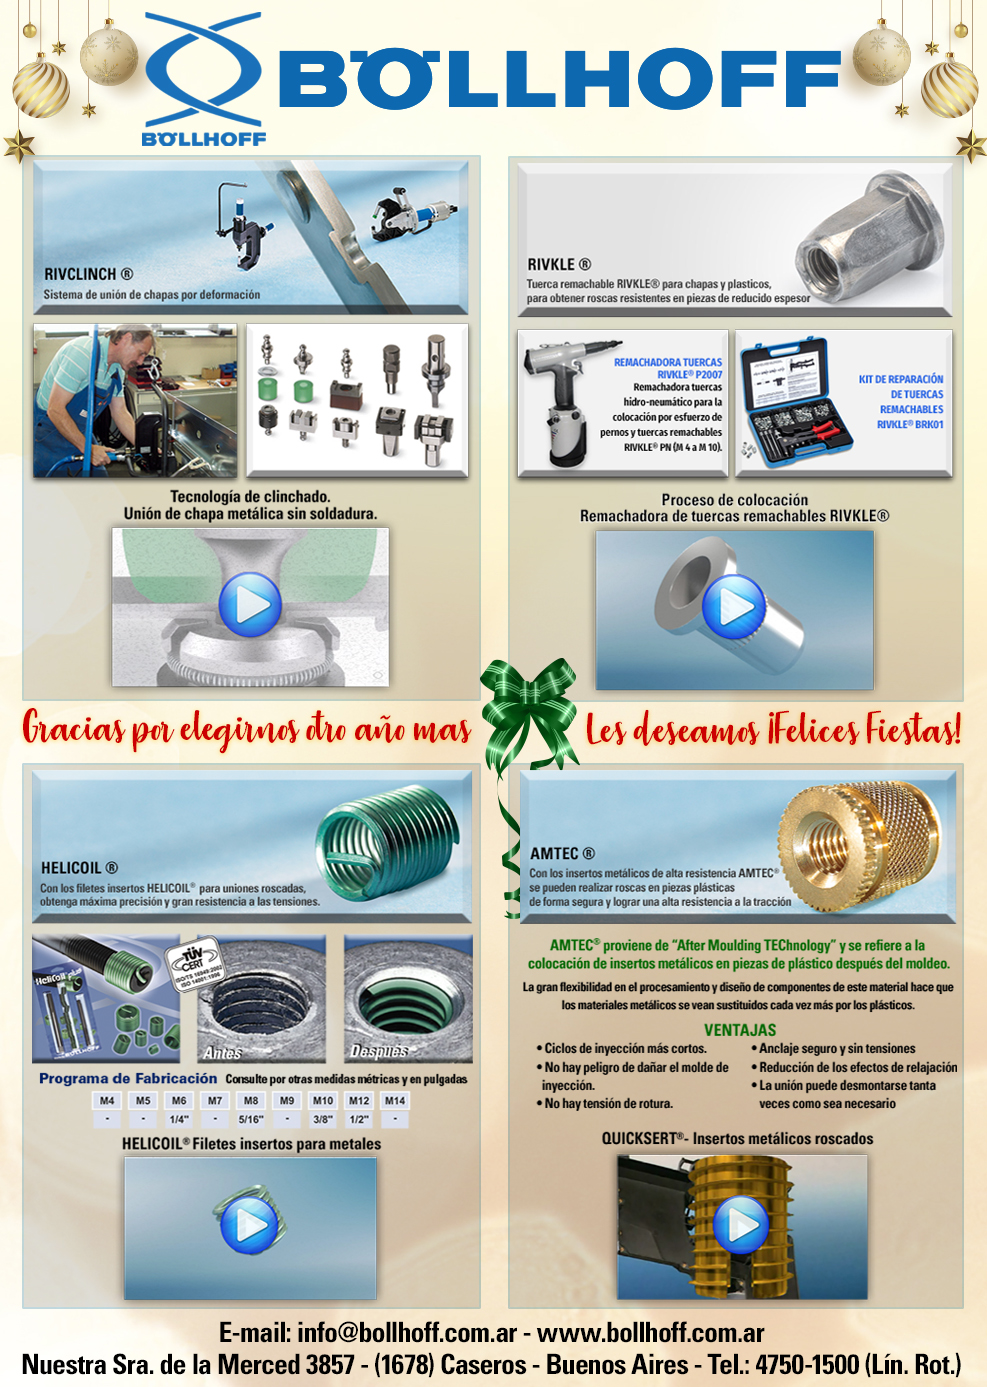 BÖLLHOFF
BÖLLHOFF
RIVCLINCH ®
Sistema de unión de chapas por deformación
Tecnología de clinchado.
Unión de chapa metálica sin soldadura.
RIVKLE ®
Tuerca remachable RIVKLE® para chapas y plasticos,
para obtener roscas resistentes en piezas de reducido espesor
REMACHADORA TUERCAS
RIVKLE® P2007
Remachadora tuercas
hidro-neumático para la
colocación por esfuerzo de
pernos y tuercas remachables
RIVKLE® PN (M 4 a M 10).
KIT DE REPARACIÓN
DE TUERCAS
REMACHABLES
RIVKLE® BRK01
Proceso de colocación
Remachadora de tuercas remachables RIVKLE®
Gracias por elegirnos otro año mas
Les deseamos ¡Felices Fiestas!
HELICOIL ®
Con los filetes insertos HELICOIL® para uniones roscadas,
obtenga máxima precisión y gran resistencia a las tensiones.
Helicoil plus
BÖLLHOFF
TÜV
CERT
ISO/TS 16949:2002
ISO 14001:1996
Antes
Después
Programa de Fabricación Consulte por otras medidas métricas y en pulgadas
M4 M5 M6 M7 M8 M9 M10 M12 M14
- - 1/4" - 5/16" - 3/8" 1/2" -
HELICOIL® Filetes insertos para metales
AMTEC ®
Con los insertos metálicos de alta resistencia AMTEC®
se pueden realizar roscas en piezas plásticas
de forma segura y lograr una alta resistencia a la tracción
AMTEC® proviene de “After Moulding TEChnology” y se refiere a la
colocación de insertos metálicos en piezas de plástico después del moldeo.
La gran flexibilidad en el procesamiento y diseño de componentes de este material hace que
los materiales metálicos se vean sustituidos cada vez más por los plásticos.
VENTAJAS
• Ciclos de inyección más cortos.
• No hay peligro de dañar el molde de
inyección.
• No hay tensión de rotura.
• Anclaje seguro y sin tensiones
• Reducción de los efectos de relajación
• La unión puede desmontarse tanta
veces como sea necesario
QUICKSERT®- Insertos metálicos roscados
E-mail: info@bollhoff.com.ar - www.bollhoff.com.ar
Nuestra Sra. de la Merced 3857 - (1678) Caseros - Buenos Aires - Tel.: 4750-1500 (Lín. Rot.)